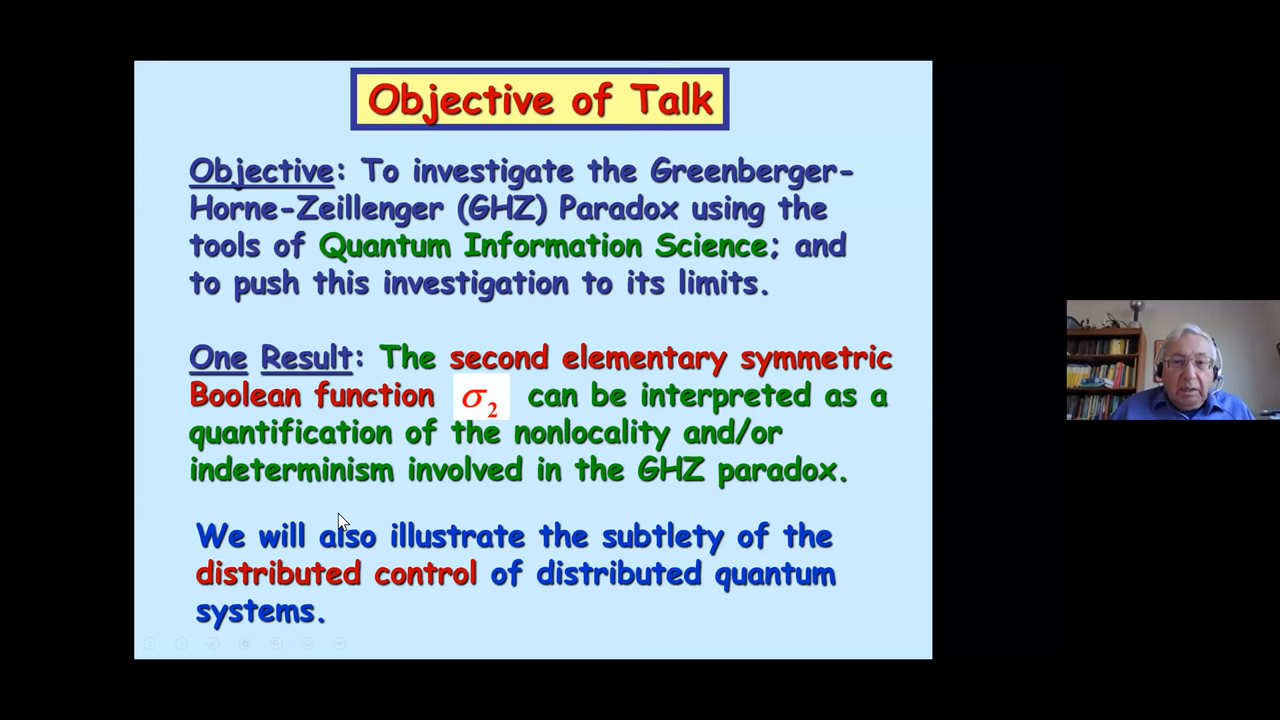 Objective of Talk
Objective: To investigate the Greenberger-
Horne-Zeillenger (GHZ) Paradox using the
tools of Quantum Information Science; and
to push this investigation to its limits.
One Result: The second elementary symmetric
Boolean function σ₂ can be interpreted as a
quantification of the nonlocality and/or
indeterminism involved in the GHZ paradox.
We will also illustrate the subtlety of the
distributed control of distributed quantum
systems.